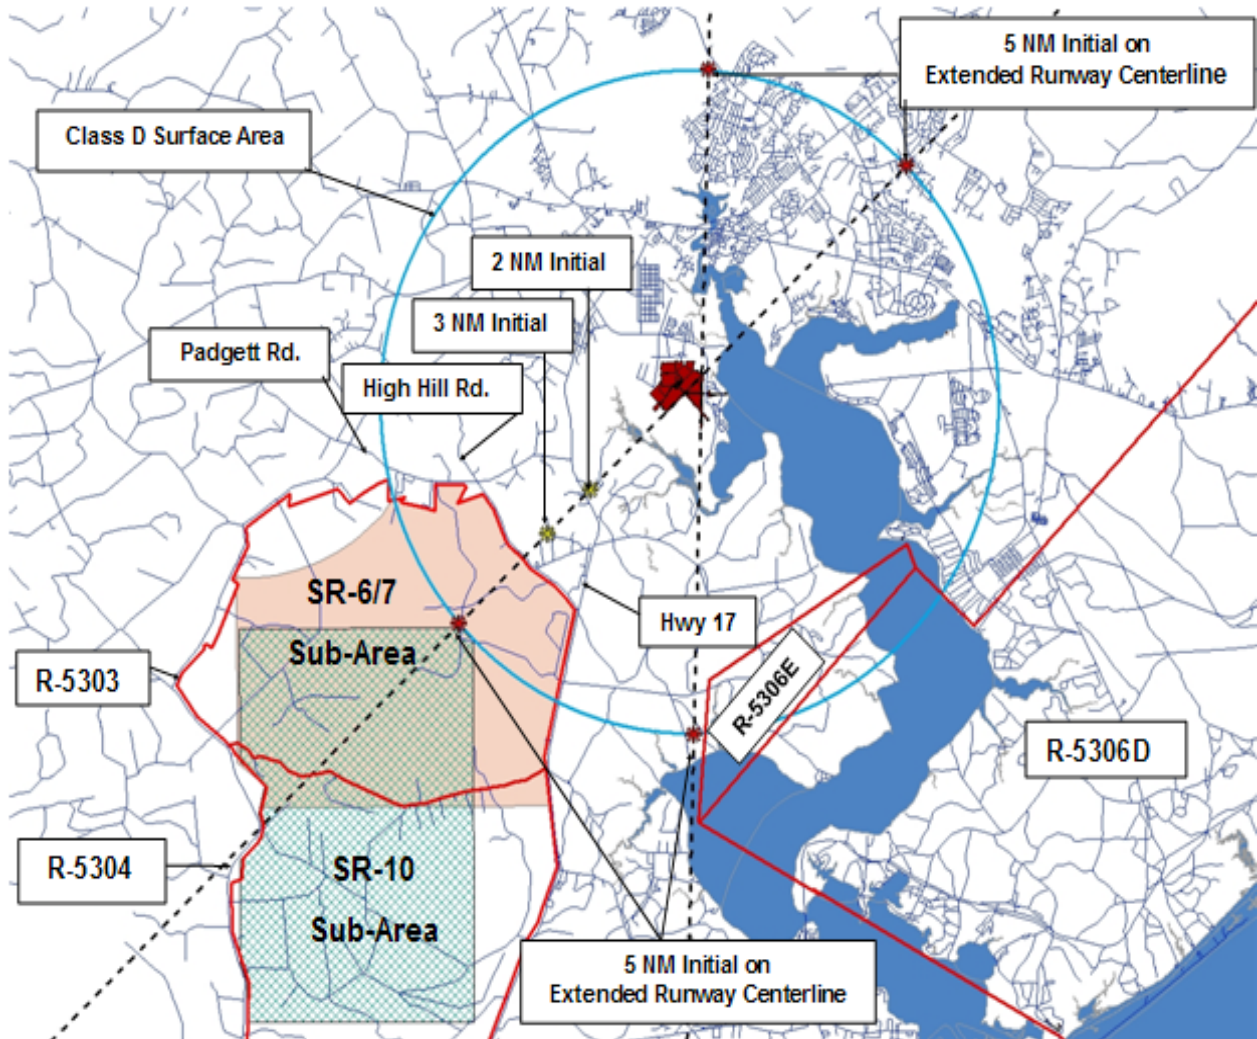 5 NM Initial on
Extended Runway Centerline
Class D Surface Area
2 NM Initial
3 NM Initial
Padgett Rd.
High Hill Rd.
SR-6/7
Sub-Area
Hwy 17
R-5303
R-5306E
R-5306D
R-5304
SR-10
Sub-Area
5 NM Initial on
Extended Runway Centerline